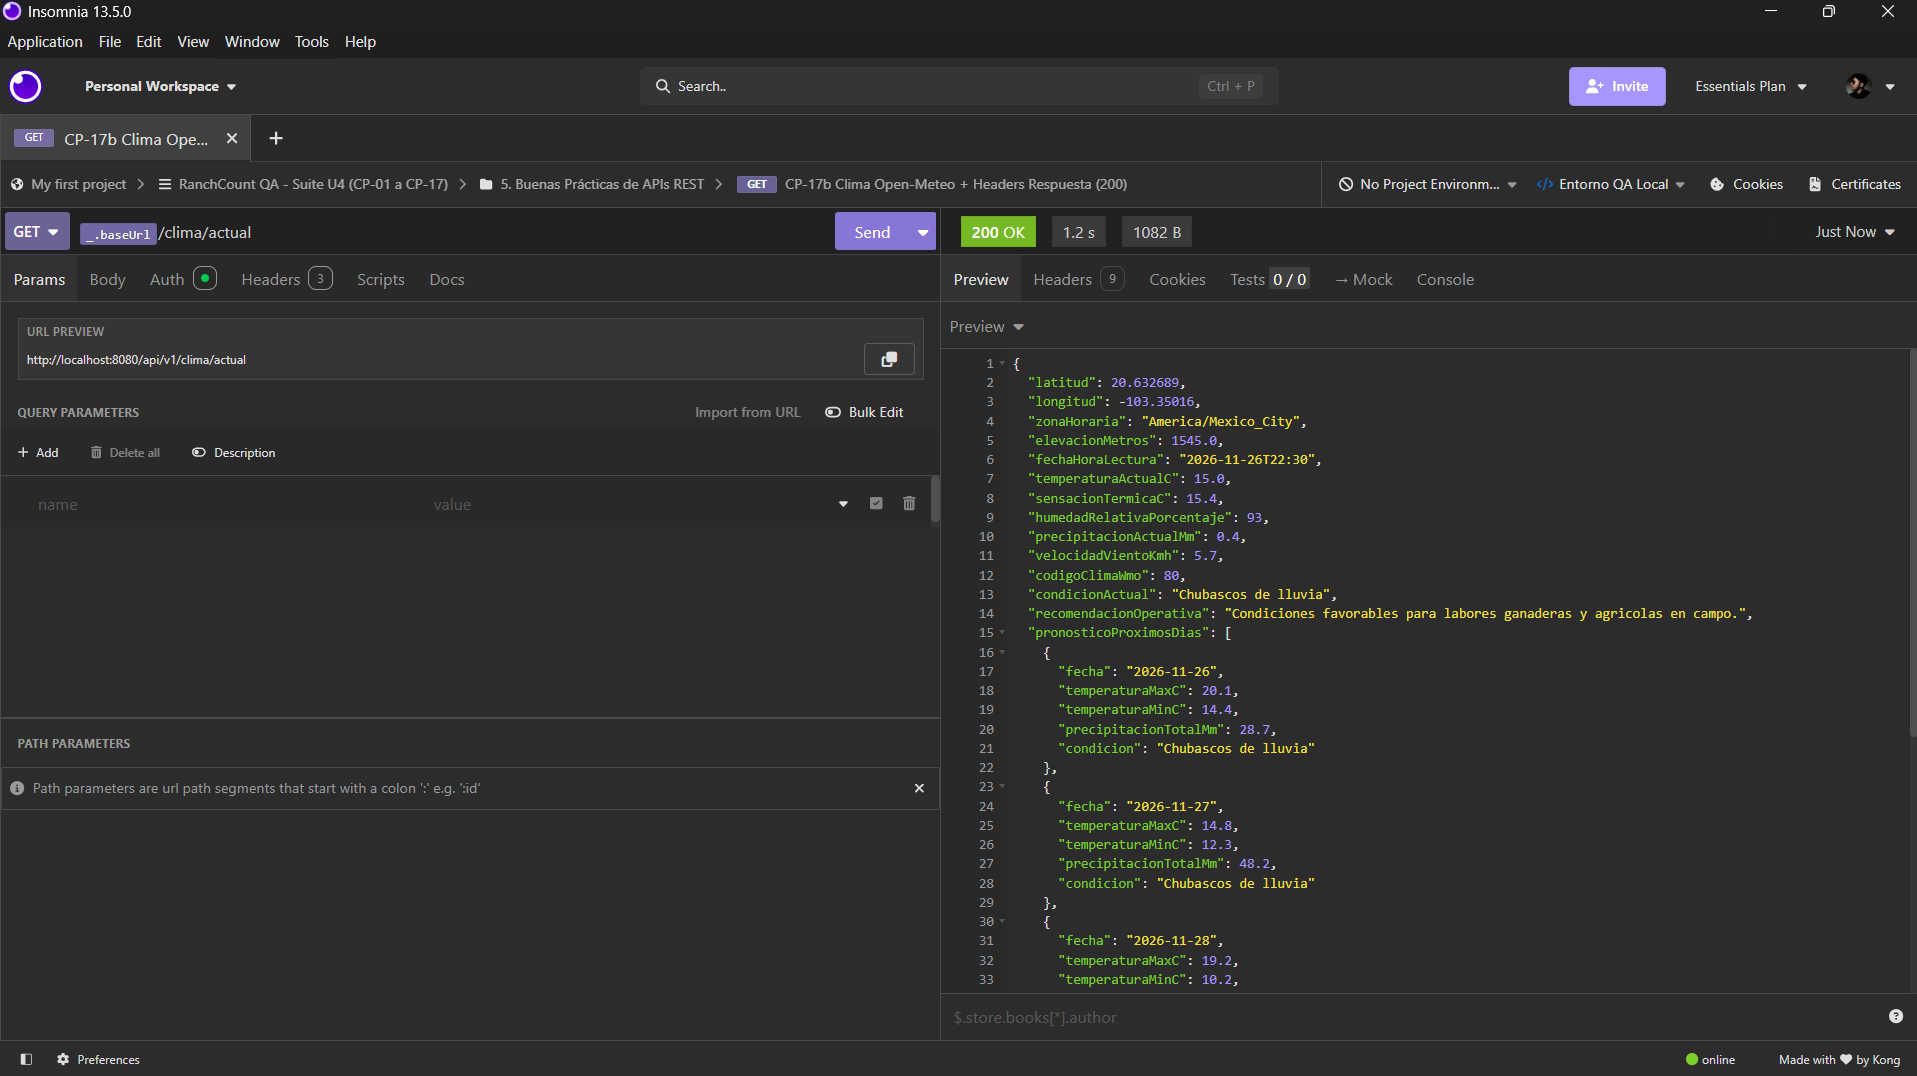 Insomnia 13.5.0
Application File Edit View Window Tools Help
Personal Workspace
Search..
Ctrl + P
Invite
Essentials Plan
GET CP-17b Clima Ope...
My first project
RanchCount QA - Suite U4 (CP-01 a CP-17)
5. Buenas Prácticas de APIs REST
GET CP-17b Clima Open-Meteo + Headers Respuesta (200)
No Project Environm...
</> Entorno QA Local
Cookies
Certificates
GET
_.baseUrl/clima/actual
Send
200 OK
1.2 s
1082 B
Just Now
Params Body Auth Headers 3 Scripts Docs
Preview Headers 9 Cookies Tests 0 / 0 → Mock Console
URL PREVIEW
http://localhost:8080/api/v1/clima/actual
QUERY PARAMETERS
Import from URL
Bulk Edit
+ Add
Delete all
Description
name
value
PATH PARAMETERS
Path parameters are url path segments that start with a colon ':' e.g. ':id'
Preview
1 {
2 "latitud": 20.632689,
3 "longitud": -103.35016,
4 "zonaHoraria": "America/Mexico_City",
5 "elevacionMetros": 1545.0,
6 "fechaHoraLectura": "2026-11-26T22:30",
7 "temperaturaActualC": 15.0,
8 "sensacionTermicaC": 15.4,
9 "humedadRelativaPorcentaje": 93,
10 "precipitacionActualMm": 0.4,
11 "velocidadVientoKmh": 5.7,
12 "codigoClimaWmo": 80,
13 "condicionActual": "Chubascos de lluvia",
14 "recomendacionOperativa": "Condiciones favorables para labores ganaderas y agricolas en campo.",
15 "pronosticoProximosDias": [
16 {
17 "fecha": "2026-11-26",
18 "temperaturaMaxC": 20.1,
19 "temperaturaMinC": 14.4,
20 "precipitacionTotalMm": 28.7,
21 "condicion": "Chubascos de lluvia"
22 },
23 {
24 "fecha": "2026-11-27",
25 "temperaturaMaxC": 14.8,
26 "temperaturaMinC": 12.3,
27 "precipitacionTotalMm": 48.2,
28 "condicion": "Chubascos de lluvia"
29 },
30 {
31 "fecha": "2026-11-28",
32 "temperaturaMaxC": 19.2,
33 "temperaturaMinC": 10.2,
$.store.books[*].author
Preferences
online
Made with ♥ by Kong